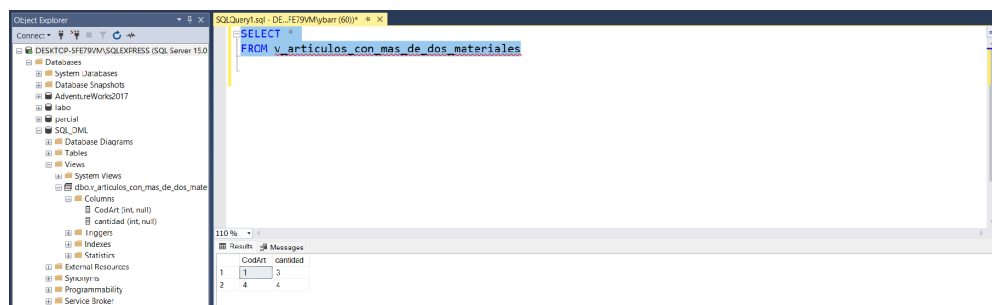 Object Explorer
Connect
DESKTOP-5FE79VM\SQLEXPRESS (SQL Server 15.0
Databases
System Databases
Database Snapshots
AdventureWorks2017
labo
parcial
SQL_DML
Database Diagrams
Tables
Views
System Views
dbo.v_articulos_con_mas_de_dos_mate
Columns
CodArt (int, null)
cantidad (int, null)
Triggers
Indexes
Statistics
External Resources
Synonyms
Programmability
Service Broker
SQLQuery1.sql - DE...FE79VM\ybarr (60))*
SELECT *
FROM v_articulos_con_mas_de_dos_materiales
110 %
Results Messages
CodArt cantidad
1 1 3
2 4 4